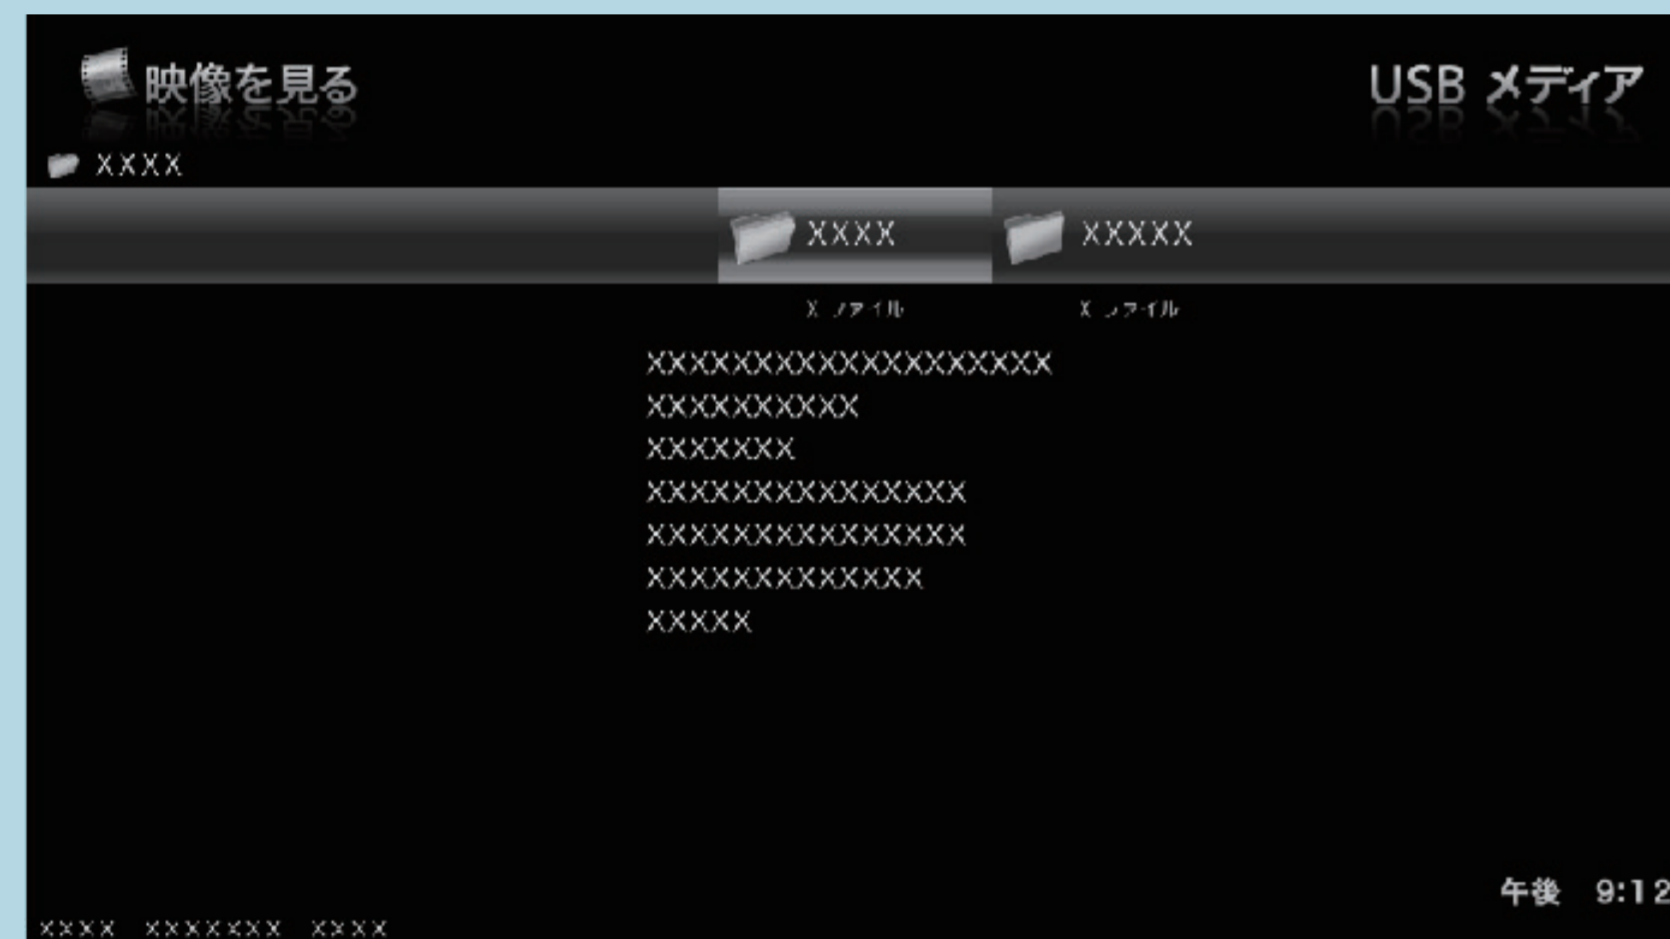 映像を見る
USB メディア
XXXX
XXXX
XXXXX
X ファイル
X ファイル
XXXXXXXXXXXXXXXXXXX
XXXXXXXXXX
XXXXXXX
XXXXXXXXXXXXXXX
XXXXXXXXXXXXXXX
XXXXXXXXXXXXX
XXXXX
午後 9:12
XXXX XXXXXXX XXXX